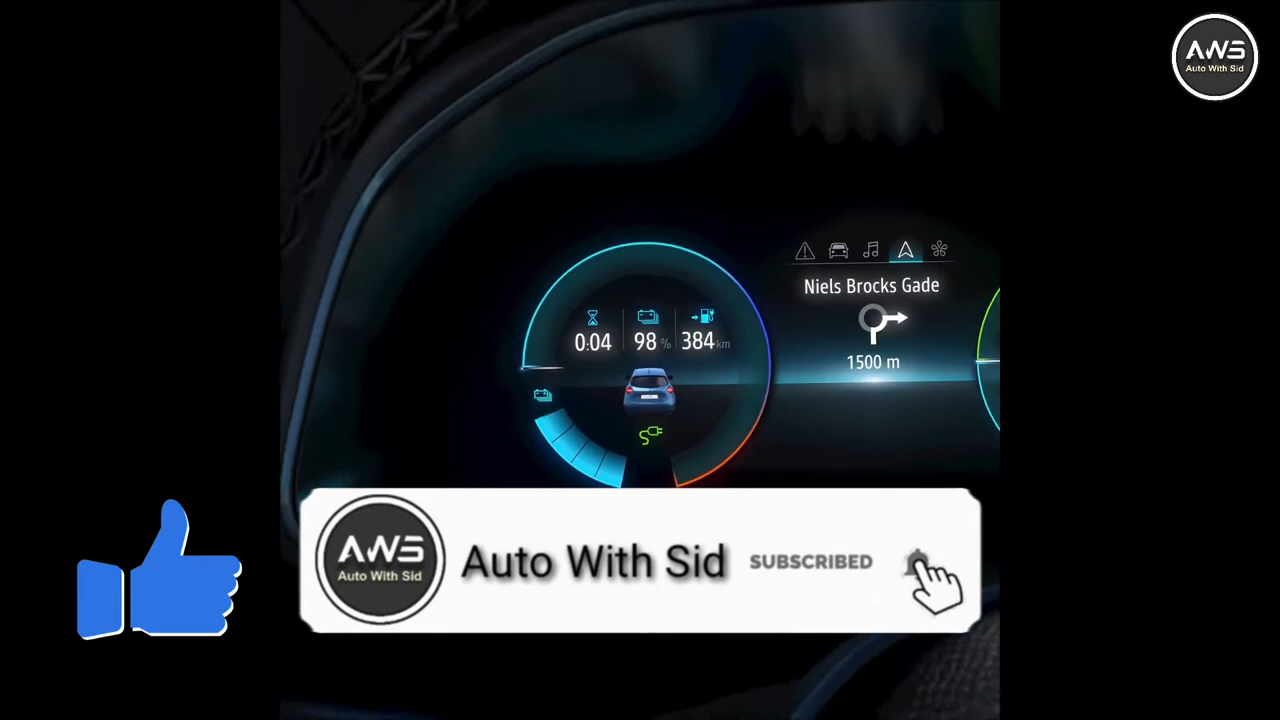 AWS
Auto With Sid
Niels Brocks Gade
0:04 98 % 384 km
1500 m
AWS
Auto With Sid
Auto With Sid SUBSCRIBED